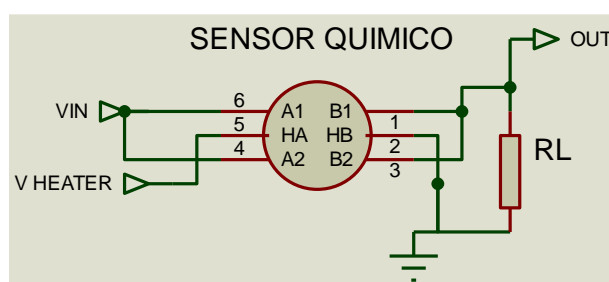 SENSOR QUIMICO
OUT
VIN
6 A1 B1 1
5 HA HB 2
4 A2 B2 3
V HEATER
RL